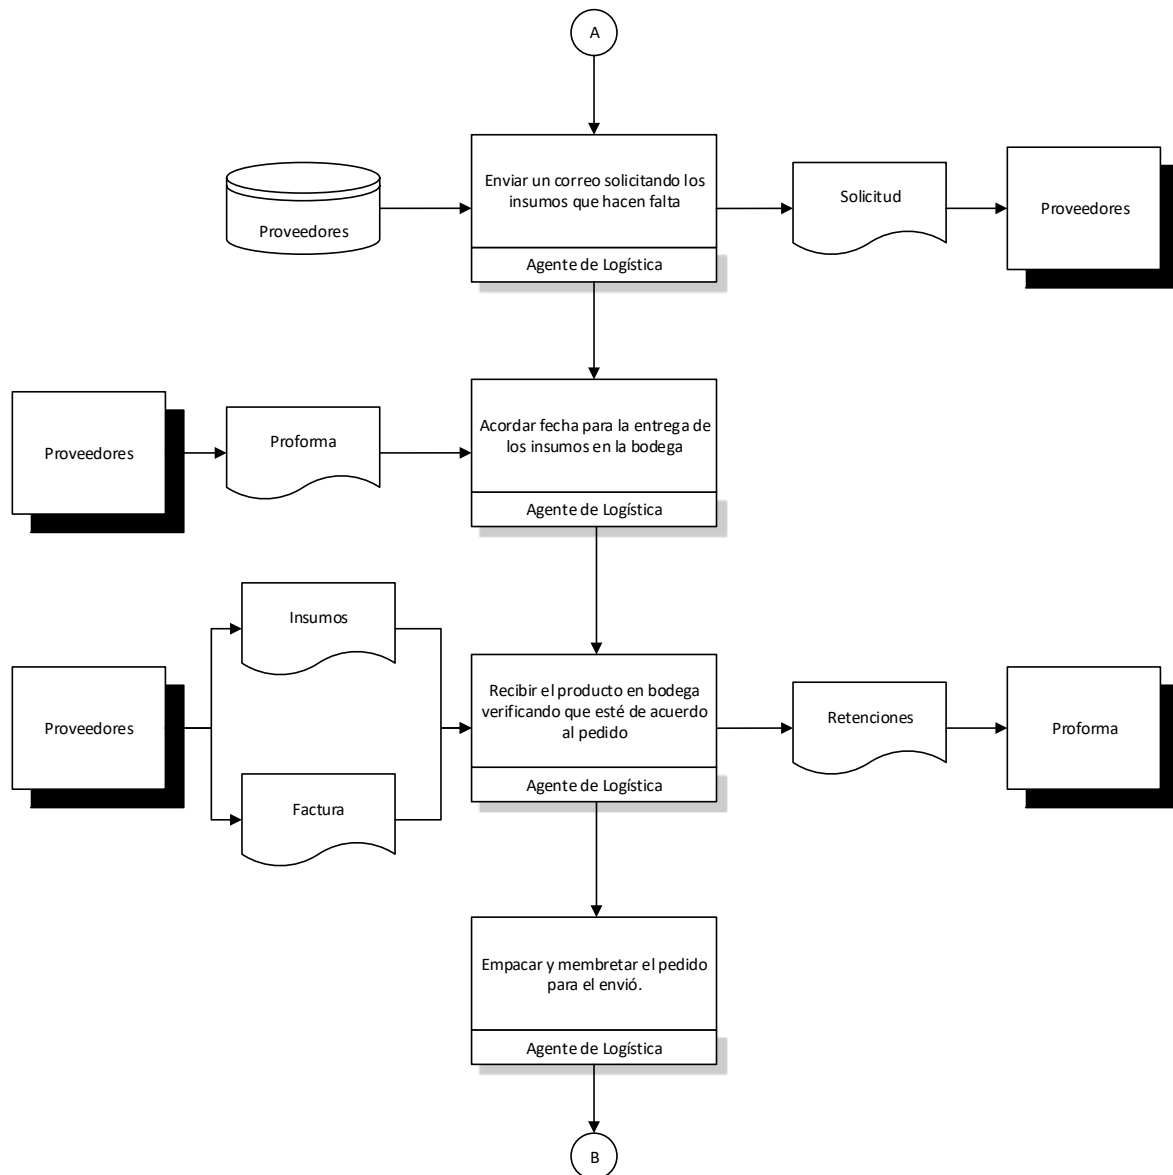 A
Enviar un correo solicitando los
insumos que hacen falta
Agente de Logística
Proveedores
Solicitud
Proveedores
Proveedores
Proforma
Acordar fecha para la entrega de
los insumos en la bodega
Agente de Logística
Proveedores
Insumos
Factura
Recibir el producto en bodega
verificando que esté de acuerdo
al pedido
Agente de Logística
Retenciones
Proforma
Empacar y membretar el pedido
para el envió.
Agente de Logística
B